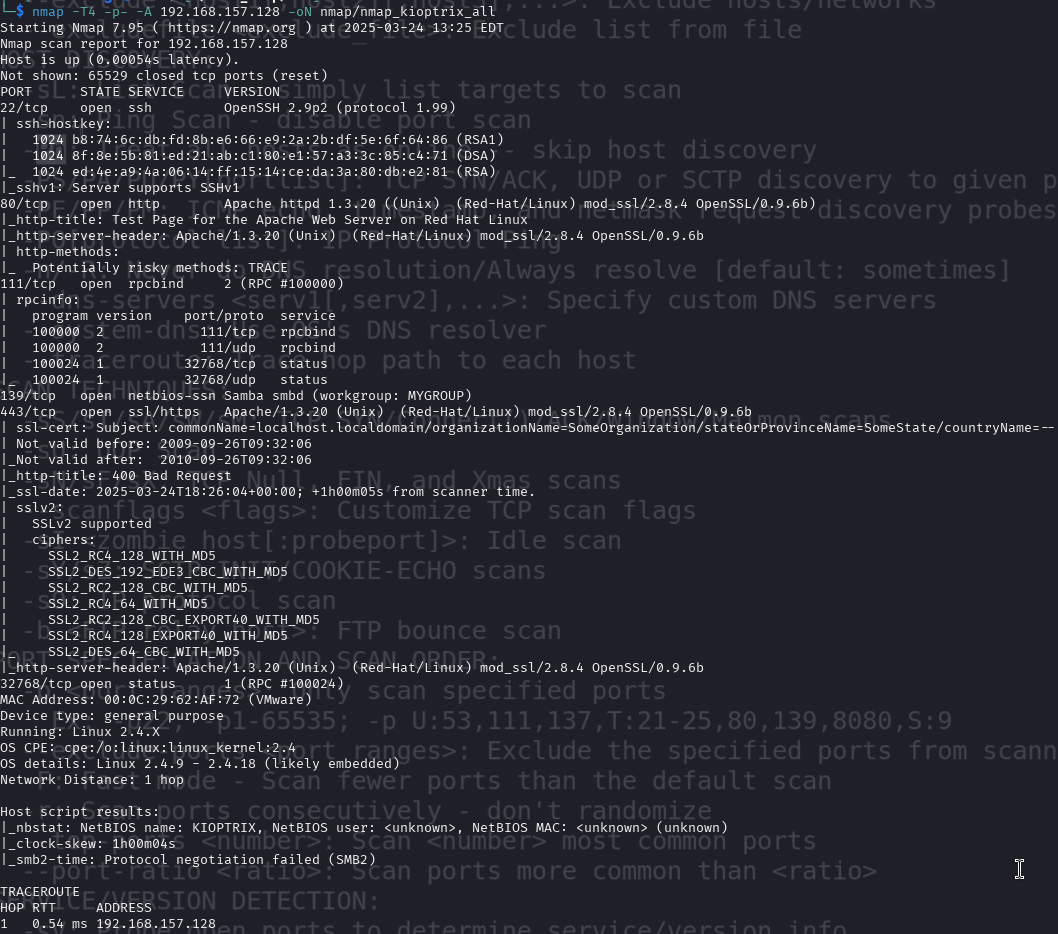 └─$ nmap -T4 -p- -A 192.168.157.128 -oN nmap/nmap_kioptrix_all
Starting Nmap 7.95 ( https://nmap.org ) at 2025-03-24 13:25 EDT
Nmap scan report for 192.168.157.128
Host is up (0.00054s latency).
Not shown: 65529 closed tcp ports (reset)
PORT      STATE SERVICE     VERSION
22/tcp    open  ssh         OpenSSH 2.9p2 (protocol 1.99)
| ssh-hostkey:
|   1024 b8:74:6c:db:fd:8b:e6:66:e9:2a:2b:df:5e:6f:64:86 (RSA1)
|   1024 8f:8e:5b:81:ed:21:ab:c1:80:e1:57:a3:3c:85:c4:71 (DSA)
|_  1024 ed:4e:a9:4a:06:14:ff:15:14:ce:da:3a:80:db:e2:81 (RSA)
|_sshv1: Server supports SSHv1
80/tcp    open  http        Apache httpd 1.3.20 ((Unix)  (Red-Hat/Linux) mod_ssl/2.8.4 OpenSSL/0.9.6b)
|_http-title: Test Page for the Apache Web Server on Red Hat Linux
|_http-server-header: Apache/1.3.20 (Unix)  (Red-Hat/Linux) mod_ssl/2.8.4 OpenSSL/0.9.6b
| http-methods:
|_  Potentially risky methods: TRACE
111/tcp   open  rpcbind     2 (RPC #100000)
| rpcinfo:
|   program version    port/proto  service
|   100000  2            111/tcp   rpcbind
|   100000  2            111/udp   rpcbind
|   100024  1          32768/tcp   status
|_  100024  1          32768/udp   status
139/tcp   open  netbios-ssn Samba smbd (workgroup: MYGROUP)
443/tcp   open  ssl/https   Apache/1.3.20 (Unix)  (Red-Hat/Linux) mod_ssl/2.8.4 OpenSSL/0.9.6b
| ssl-cert: Subject: commonName=localhost.localdomain/organizationName=SomeOrganization/stateOrProvinceName=SomeState/countryName=--
| Not valid before: 2009-09-26T09:32:06
|_Not valid after:  2010-09-26T09:32:06
|_http-title: 400 Bad Request
|_ssl-date: 2025-03-24T18:26:04+00:00; +1h00m05s from scanner time.
| sslv2:
|   SSLv2 supported
|   ciphers:
|     SSL2_RC4_128_WITH_MD5
|     SSL2_DES_192_EDE3_CBC_WITH_MD5
|     SSL2_RC2_128_CBC_WITH_MD5
|     SSL2_RC4_64_WITH_MD5
|     SSL2_RC2_128_CBC_EXPORT40_WITH_MD5
|     SSL2_RC4_128_EXPORT40_WITH_MD5
|_    SSL2_DES_64_CBC_WITH_MD5
|_http-server-header: Apache/1.3.20 (Unix)  (Red-Hat/Linux) mod_ssl/2.8.4 OpenSSL/0.9.6b
32768/tcp open  status      1 (RPC #100024)
MAC Address: 00:0C:29:62:AF:72 (VMware)
Device type: general purpose
Running: Linux 2.4.X
OS CPE: cpe:/o:linux:linux_kernel:2.4
OS details: Linux 2.4.9 - 2.4.18 (likely embedded)
Network Distance: 1 hop
Host script results:
|_nbstat: NetBIOS name: KIOPTRIX, NetBIOS user: <unknown>, NetBIOS MAC: <unknown> (unknown)
|_clock-skew: 1h00m04s
|_smb2-time: Protocol negotiation failed (SMB2)
TRACEROUTE
HOP RTT     ADDRESS
1   0.54 ms 192.168.157.128